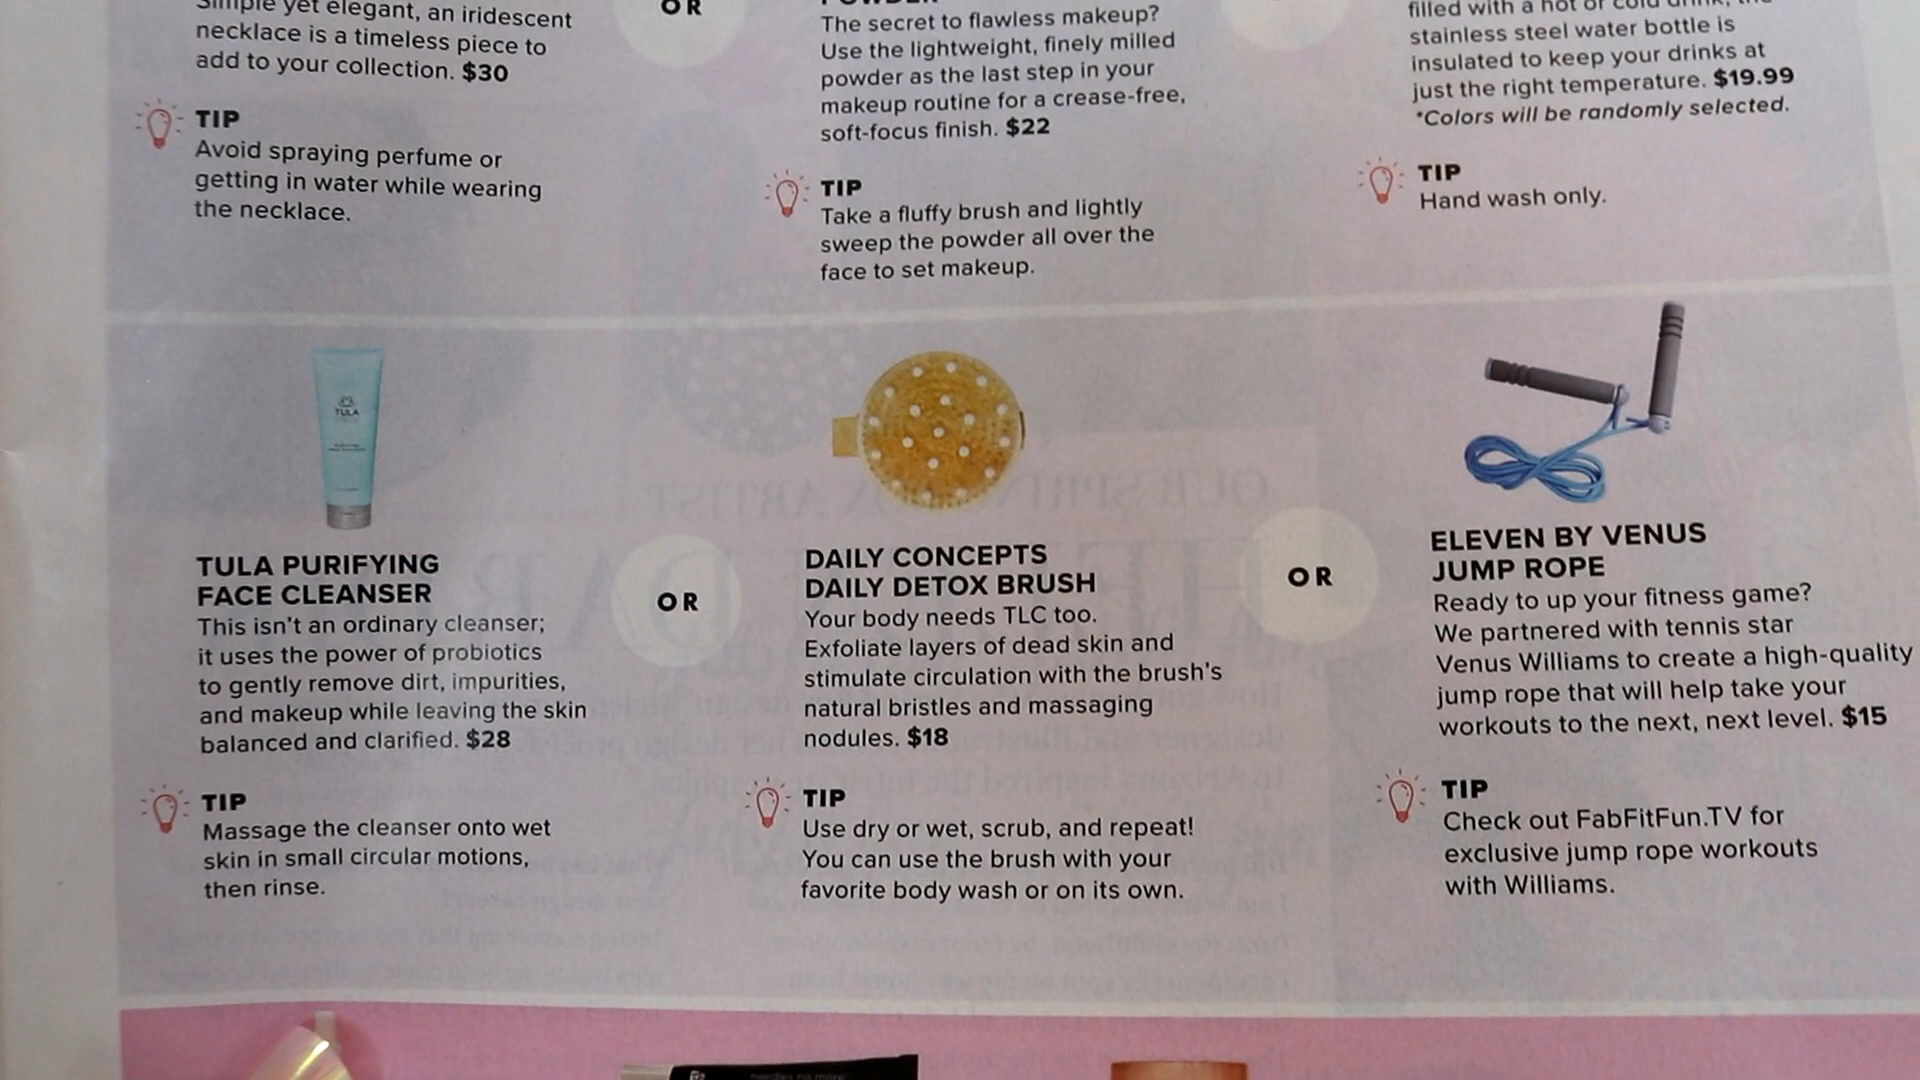 Simple yet elegant, an iridescent
necklace is a timeless piece to
add to your collection. $30
TIP
Avoid spraying perfume or
getting in water while wearing
the necklace.
OR
POWDER
The secret to flawless makeup?
Use the lightweight, finely milled
powder as the last step in your
makeup routine for a crease-free,
soft-focus finish. $22
TIP
Take a fluffy brush and lightly
sweep the powder all over the
face to set makeup.
filled with a hot or cold drink,
stainless steel water bottle is
insulated to keep your drinks at
just the right temperature. $19.99
*Colors will be randomly selected.
TIP
Hand wash only.
TULA
TULA PURIFYING
FACE CLEANSER
This isn't an ordinary cleanser;
it uses the power of probiotics
to gently remove dirt, impurities,
and makeup while leaving the skin
balanced and clarified. $28
TIP
Massage the cleanser onto wet
skin in small circular motions,
then rinse.
OR
DAILY CONCEPTS
DAILY DETOX BRUSH
Your body needs TLC too.
Exfoliate layers of dead skin and
stimulate circulation with the brush's
natural bristles and massaging
nodules. $18
TIP
Use dry or wet, scrub, and repeat!
You can use the brush with your
favorite body wash or on its own.
OR
ELEVEN BY VENUS
JUMP ROPE
Ready to up your fitness game?
We partnered with tennis star
Venus Williams to create a high-quality
jump rope that will help take your
workouts to the next, next level. $15
TIP
Check out FabFitFun.TV for
exclusive jump rope workouts
with Williams.
needles no more